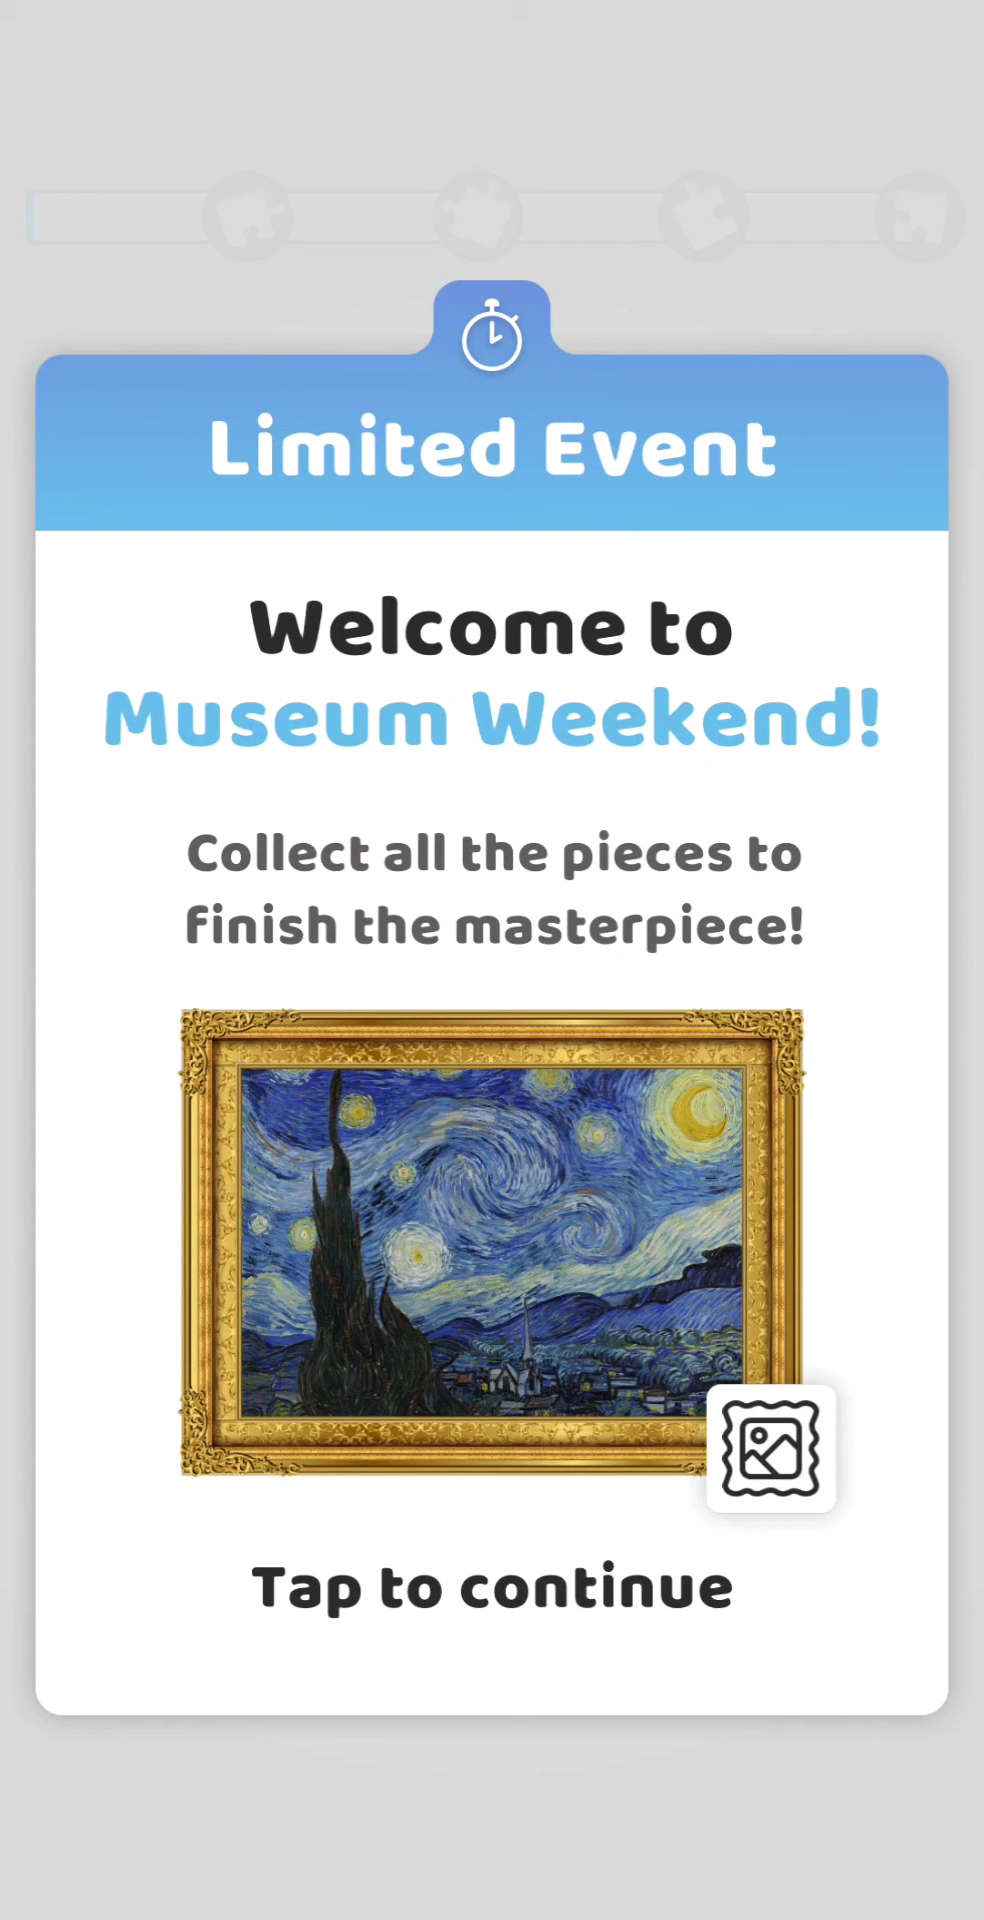 Limited Event
Welcome to
Museum Weekend!
Collect all the pieces to
finish the masterpiece!
Tap to continue